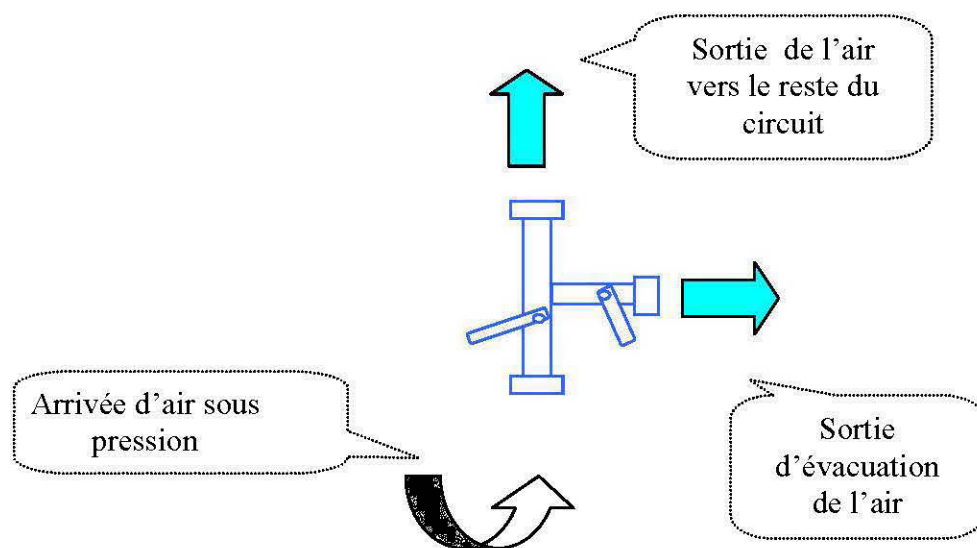 Sortie de l'air
vers le reste du
circuit
Arrivée d'air sous
pression
Sortie
d'évacuation
de l'air